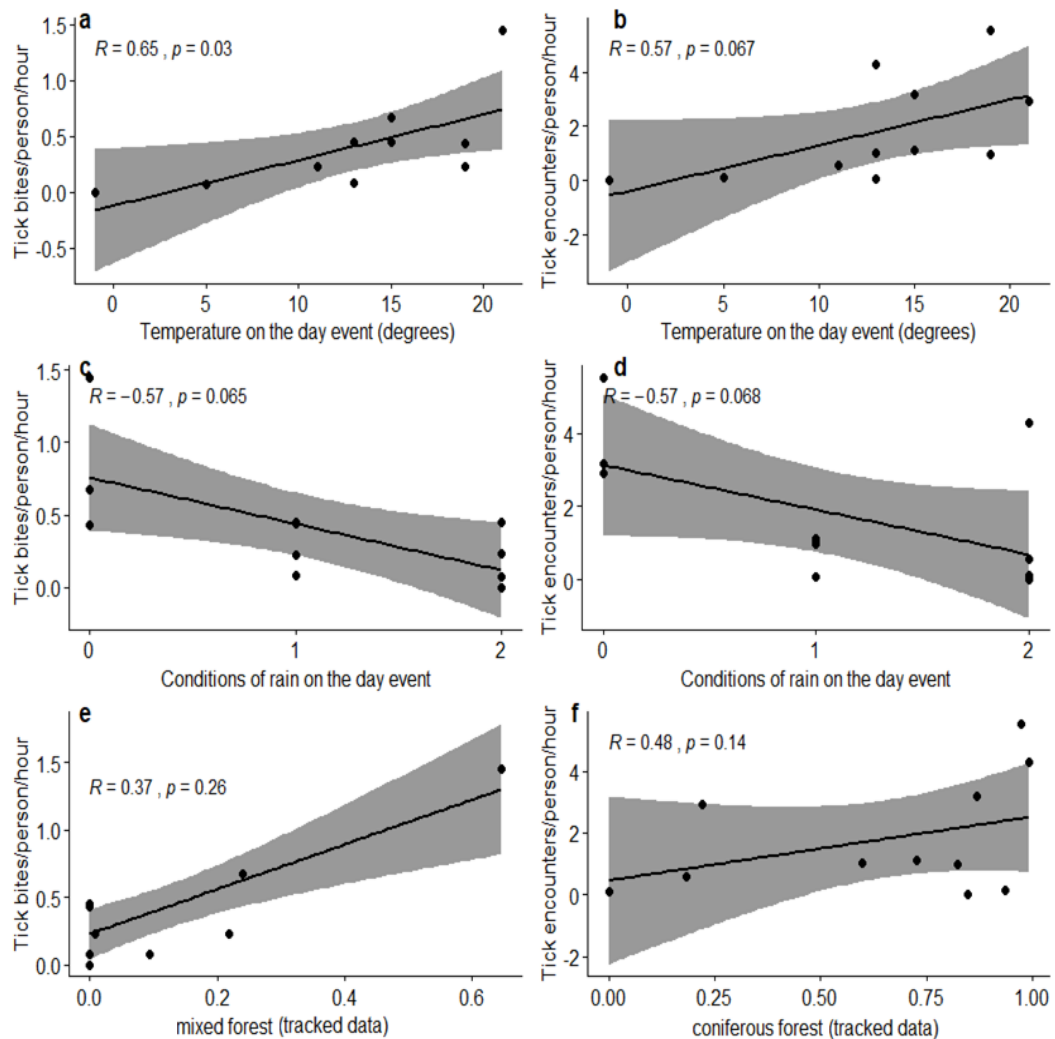 a
R = 0.65 , p = 0.03
Tick bites/person/hour
1.5
1.0
0.5
0.0
-0.5
0
5
10
15
20
Temperature on the day event (degrees)
b
R = 0.57 , p = 0.067
Tick encounters/person/hour
4
2
0
-2
0
5
10
15
20
Temperature on the day event (degrees)
c
R = −0.57 , p = 0.065
Tick bites/person/hour
1.5
1.0
0.5
0.0
0
1
2
Conditions of rain on the day event
d
R = −0.57 , p = 0.068
Tick encounters/person/hour
4
2
0
0
1
2
Conditions of rain on the day event
e
R = 0.37 , p = 0.26
Tick bites/person/hour
1.5
1.0
0.5
0.0
0.0
0.2
0.4
0.6
mixed forest (tracked data)
f
R = 0.48 , p = 0.14
Tick encounters/person/hour
4
2
0
-2
0.00
0.25
0.50
0.75
1.00
coniferous forest (tracked data)